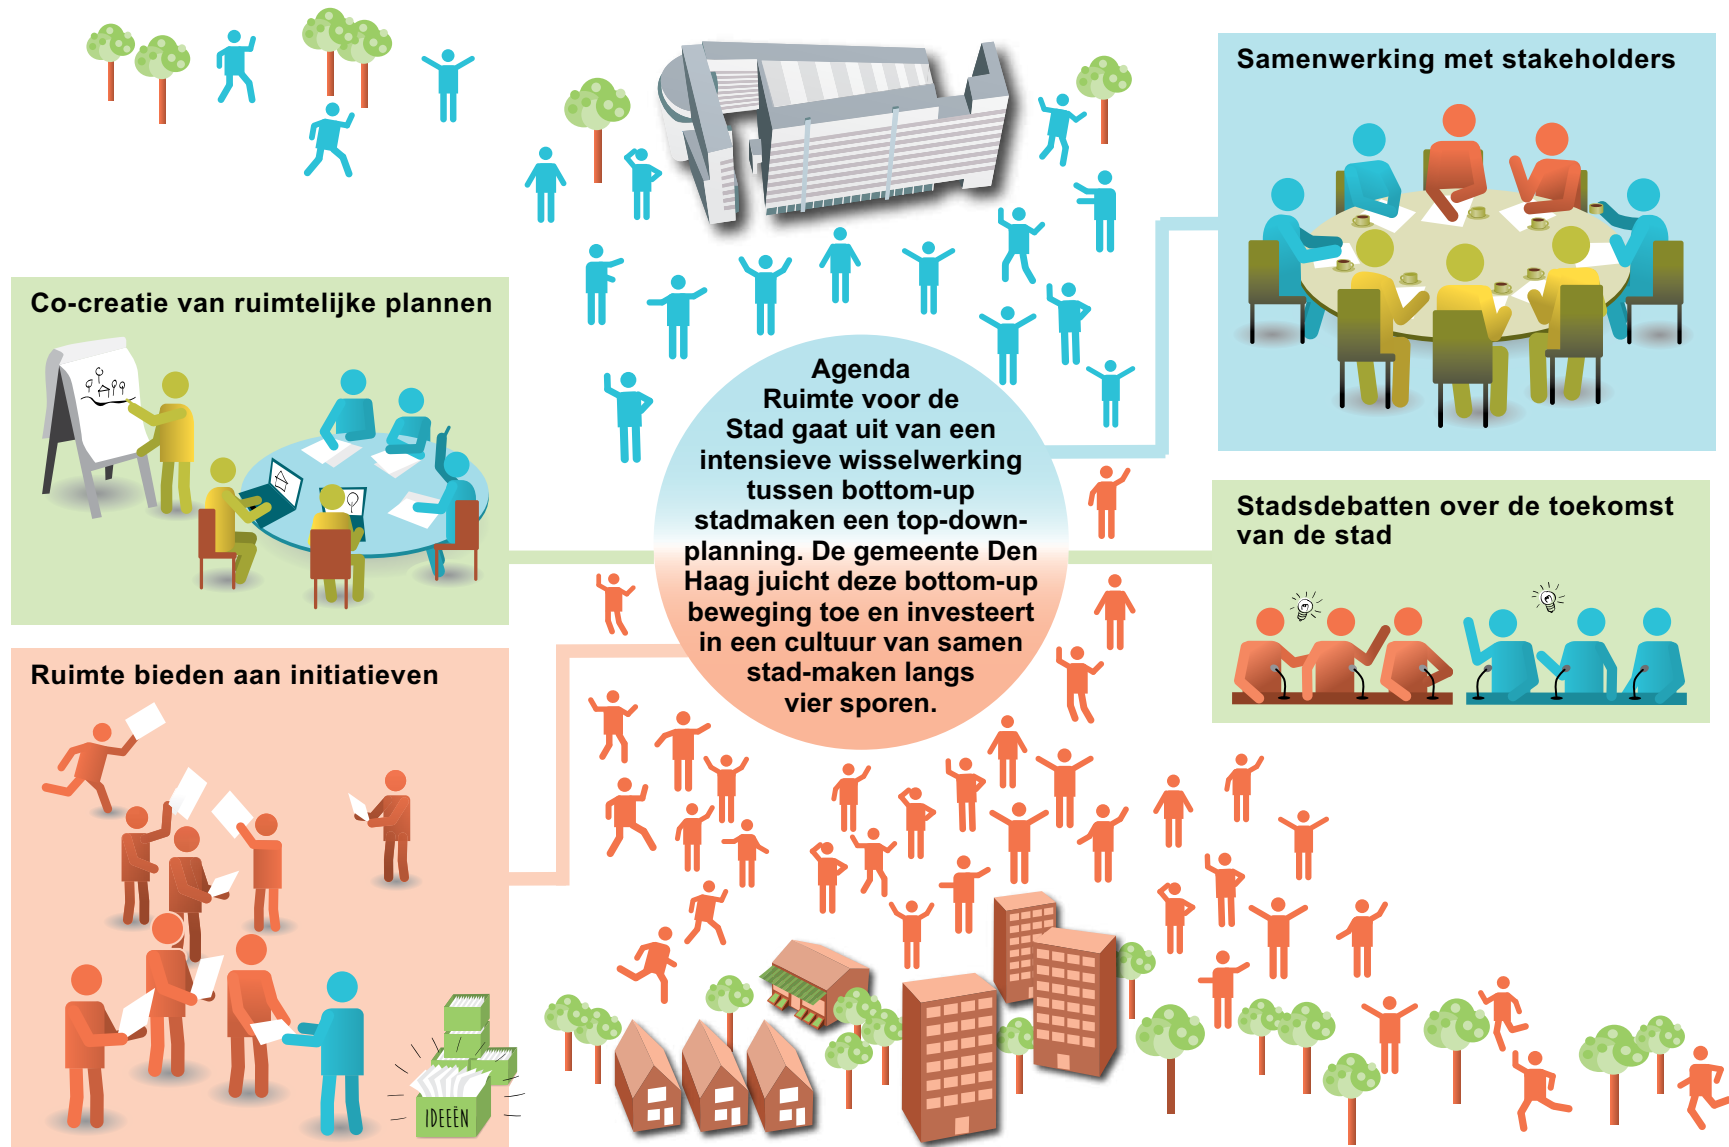 Samenwerking met stakeholders
Co-creatie van ruimtelijke plannen
Agenda
Ruimte voor de
Stad gaat uit van een
intensieve wisselwerking
tussen bottom-up
stadmaken een top-down-
planning. De gemeente Den
Haag juicht deze bottom-up
beweging toe en investeert
in een cultuur van samen
stad-maken langs
vier sporen.
Stadsdebatten over de toekomst
van de stad
Ruimte bieden aan initiatieven
IDEEËN